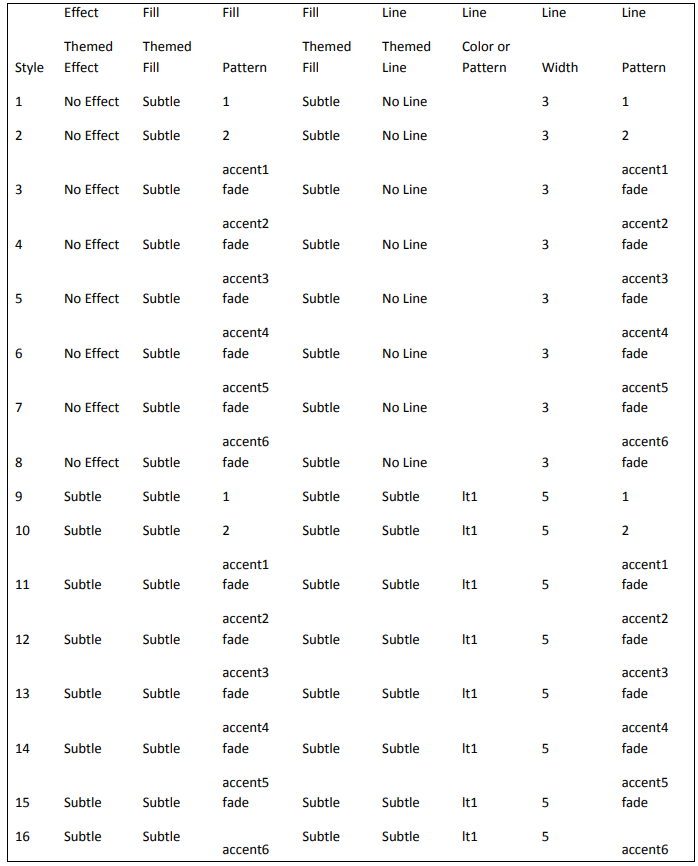 Effect Fill Fill Fill Line Line Line Line
Themed Themed Themed Themed Color or
Style Effect Fill Pattern Fill Line Pattern Width Pattern
1 No Effect Subtle 1 Subtle No Line 3 1
2 No Effect Subtle 2 Subtle No Line 3 2
accent1 accent1
3 No Effect Subtle fade Subtle No Line 3 fade
accent2 accent2
4 No Effect Subtle fade Subtle No Line 3 fade
accent3 accent3
5 No Effect Subtle fade Subtle No Line 3 fade
accent4 accent4
6 No Effect Subtle fade Subtle No Line 3 fade
accent5 accent5
7 No Effect Subtle fade Subtle No Line 3 fade
accent6 accent6
8 No Effect Subtle fade Subtle No Line 3 fade
9 Subtle Subtle 1 Subtle Subtle lt1 5 1
10 Subtle Subtle 2 Subtle Subtle lt1 5 2
accent1 accent1
11 Subtle Subtle fade Subtle Subtle lt1 5 fade
accent2 accent2
12 Subtle Subtle fade Subtle Subtle lt1 5 fade
accent3 accent3
13 Subtle Subtle fade Subtle Subtle lt1 5 fade
accent4 accent4
14 Subtle Subtle fade Subtle Subtle lt1 5 fade
accent5 accent5
15 Subtle Subtle fade Subtle Subtle lt1 5 fade
16 Subtle Subtle Subtle Subtle lt1 5
accent6 accent6